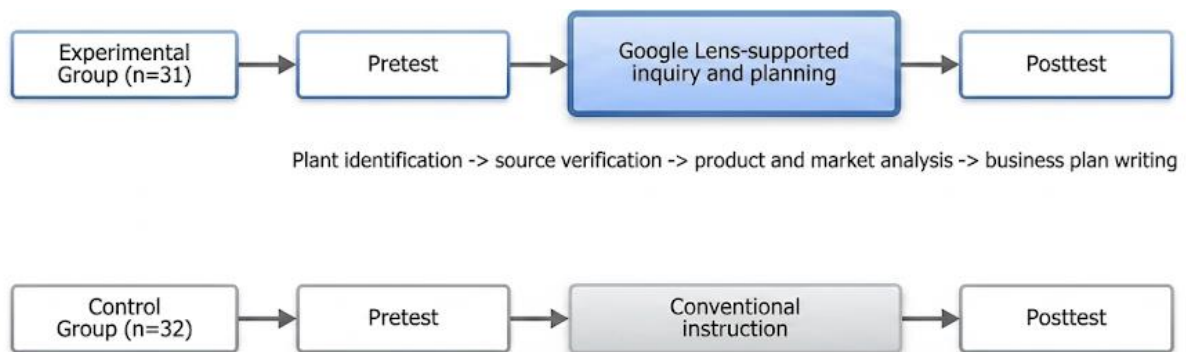 Experimental
Group (n=31)
Pretest
Google Lens-supported
inquiry and planning
Posttest
Plant identification -> source verification -> product and market analysis -> business plan writing
Control
Group (n=32)
Pretest
Conventional
instruction
Posttest